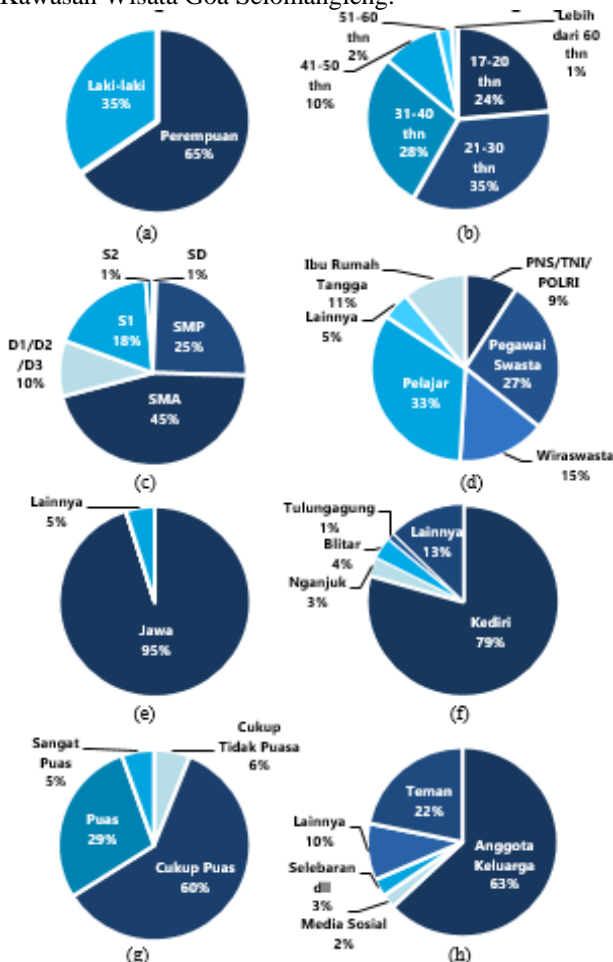 Kawasan Wisata Goa Selomangleng.
Laki-laki
35%
Perempuan
65%
(a)
51-60
thn
2%
41-50
thn
10%
31-40
thn
28%
Lebih
dari 60
thn
1%
17-20
thn
24%
21-30
thn
35%
(b)
S2
1%
SD
1%
S1
18%
SMP
25%
D1/D2
/D3
10%
SMA
45%
(c)
Ibu Rumah
Tangga
11%
Lainnya
5%
PNS/TNI/
POLRI
9%
Pegawai
Swasta
27%
Pelajar
33%
Wiraswasta
15%
(d)
Lainnya
5%
Jawa
95%
(e)
Tulungagung
1%
Blitar
4%
Nganjuk
3%
Lainnya
13%
Kediri
79%
(f)
Sangat
Puas
5%
Cukup
Tidak Puasa
6%
Puas
29%
Cukup Puas
60%
(g)
Teman
22%
Lainnya
10%
Selebaran
dll
3%
Media Sosial
2%
Anggota
Keluarga
63%
(h)